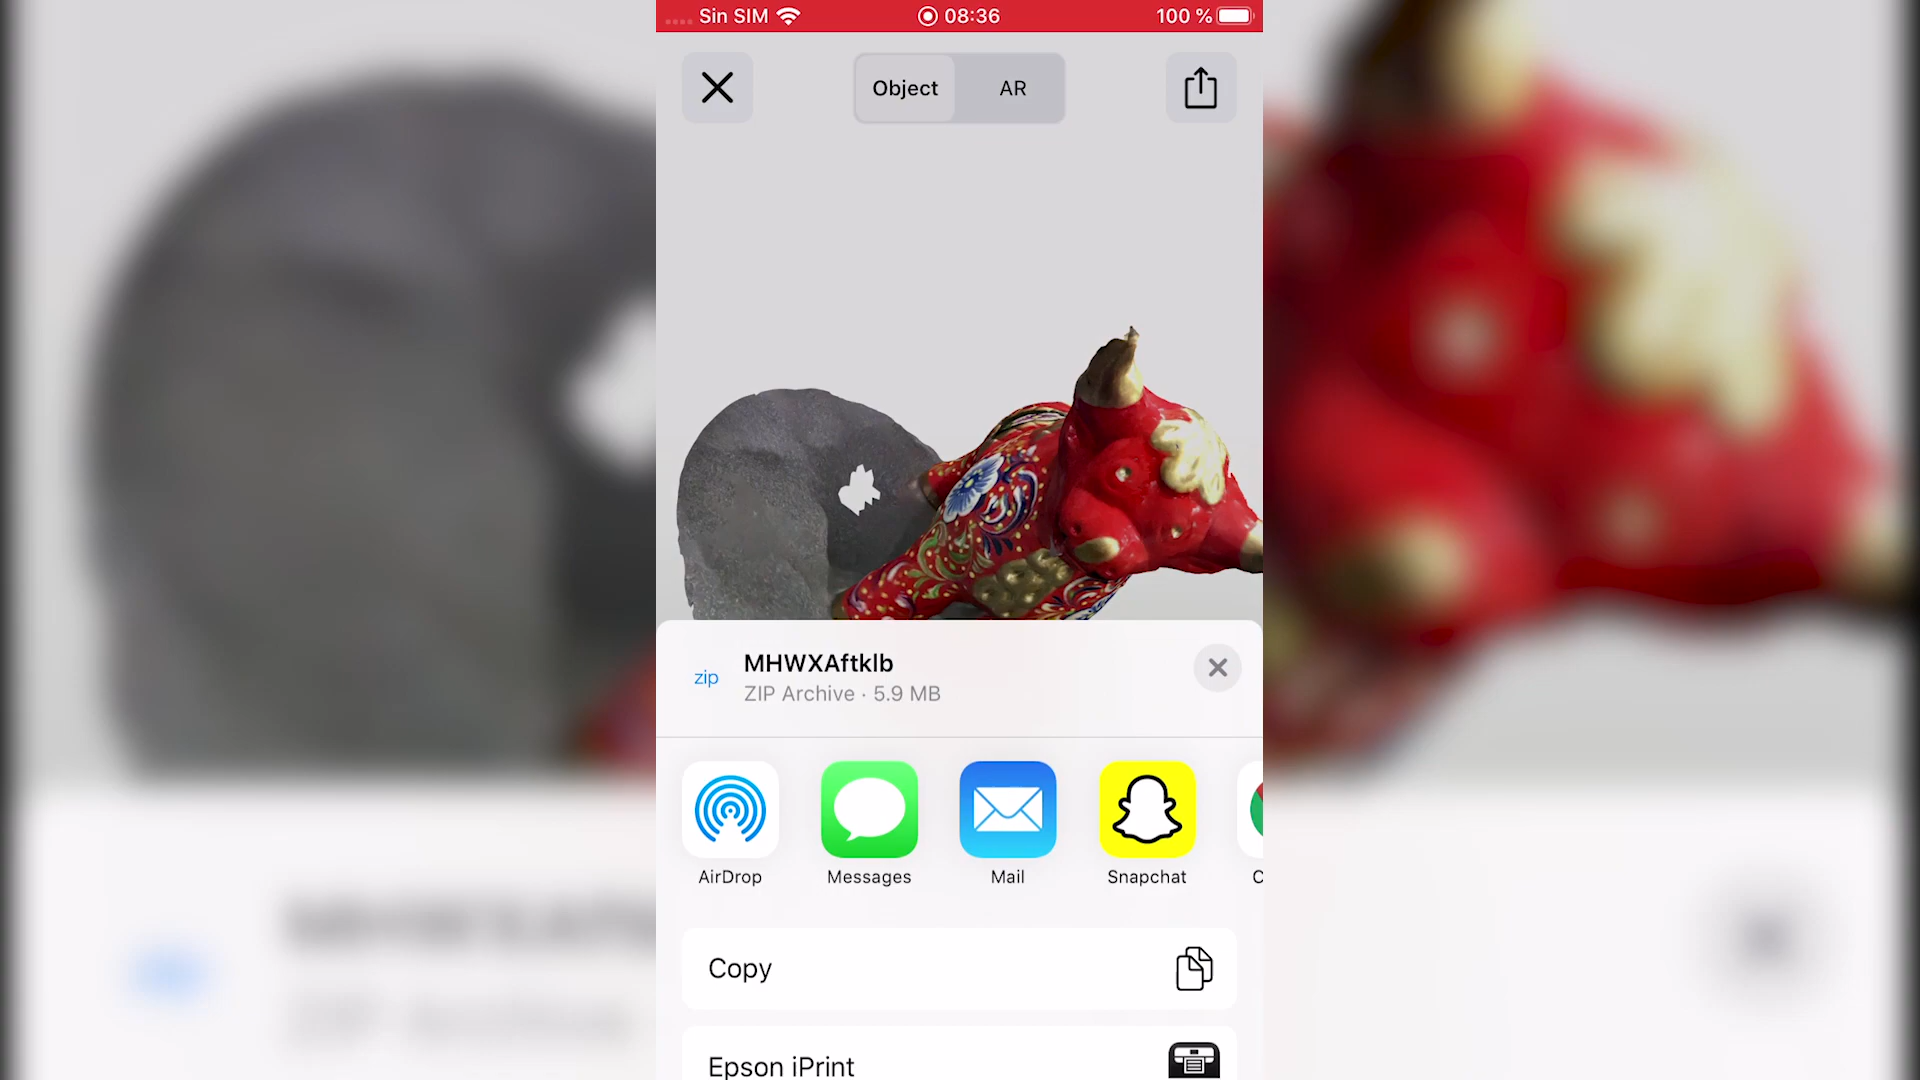 Sin SIM 08:36 100 %
Object AR
zip MHWXAftklb
ZIP Archive · 5.9 MB
AirDrop Messages Mail Snapchat
Copy
Epson iPrint